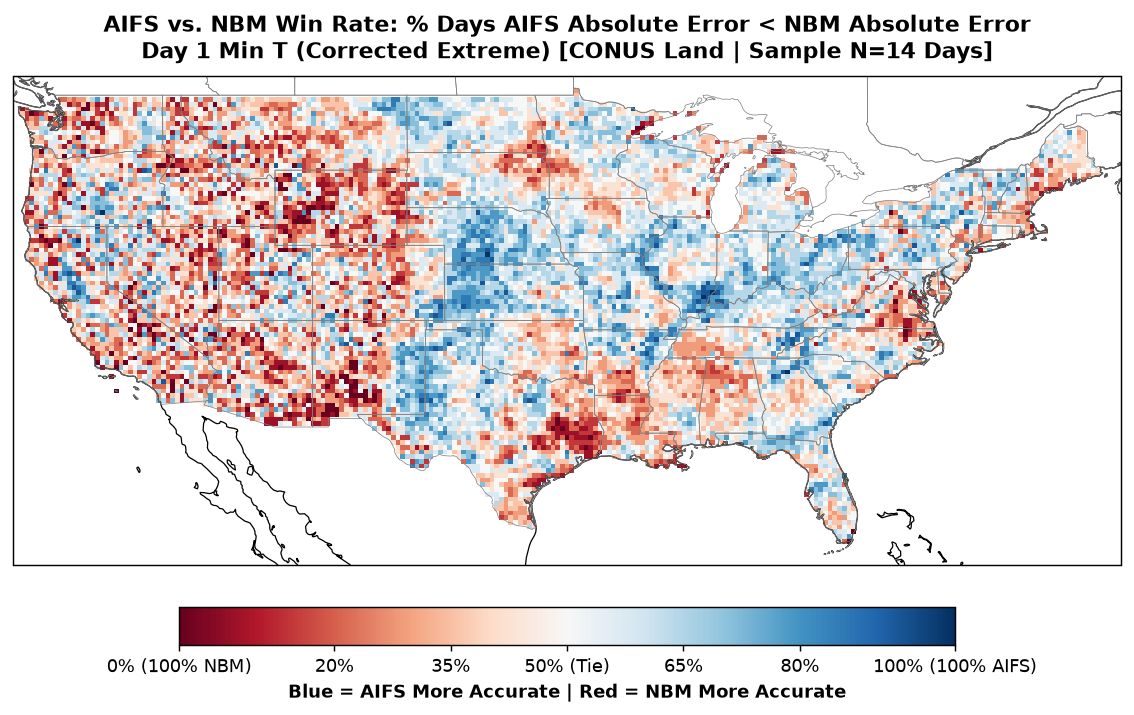 AIFS vs. NBM Win Rate: % Days AIFS Absolute Error < NBM Absolute Error
Day 1 Min T (Corrected Extreme) [CONUS Land | Sample N=14 Days]
0% (100% NBM) 20% 35% 50% (Tie) 65% 80% 100% (100% AIFS)
Blue = AIFS More Accurate | Red = NBM More Accurate